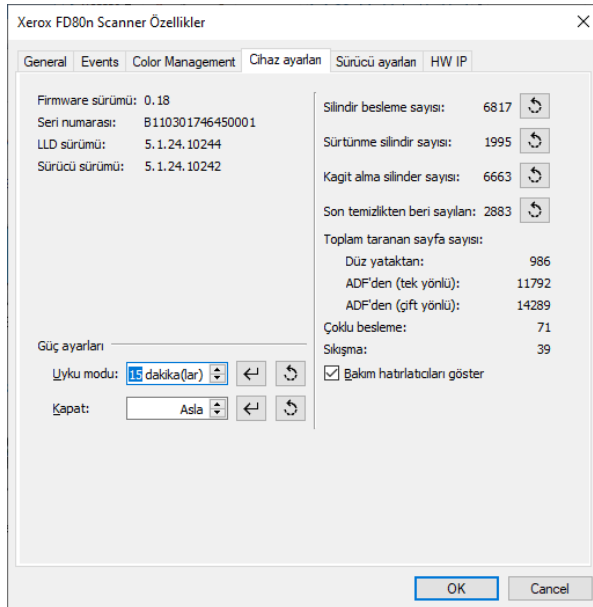 Xerox FD80n Scanner Özellikler
General Events Color Management Cihaz ayarları Sürücü ayarları HW IP
Firmware sürümü: 0.18
Seri numarası: B110301746450001
LLD sürümü: 5.1.24.10244
Sürücü sürümü: 5.1.24.10242
Güç ayarları
Uyku modu: 15 dakika(lar)
Kapat: Asla
Silindir besleme sayısı: 6817
Sürtünme silindir sayısı: 1995
Kagit alma silinder sayısı: 6663
Son temizlikten beri sayılan: 2883
Toplam taranan sayfa sayısı:
Düz yataktan: 986
ADF'den (tek yönlü): 11792
ADF'den (çift yönlü): 14289
Çoklu besleme: 71
Sıkışma: 39
Bakım hatırlatıcıları göster
OK Cancel